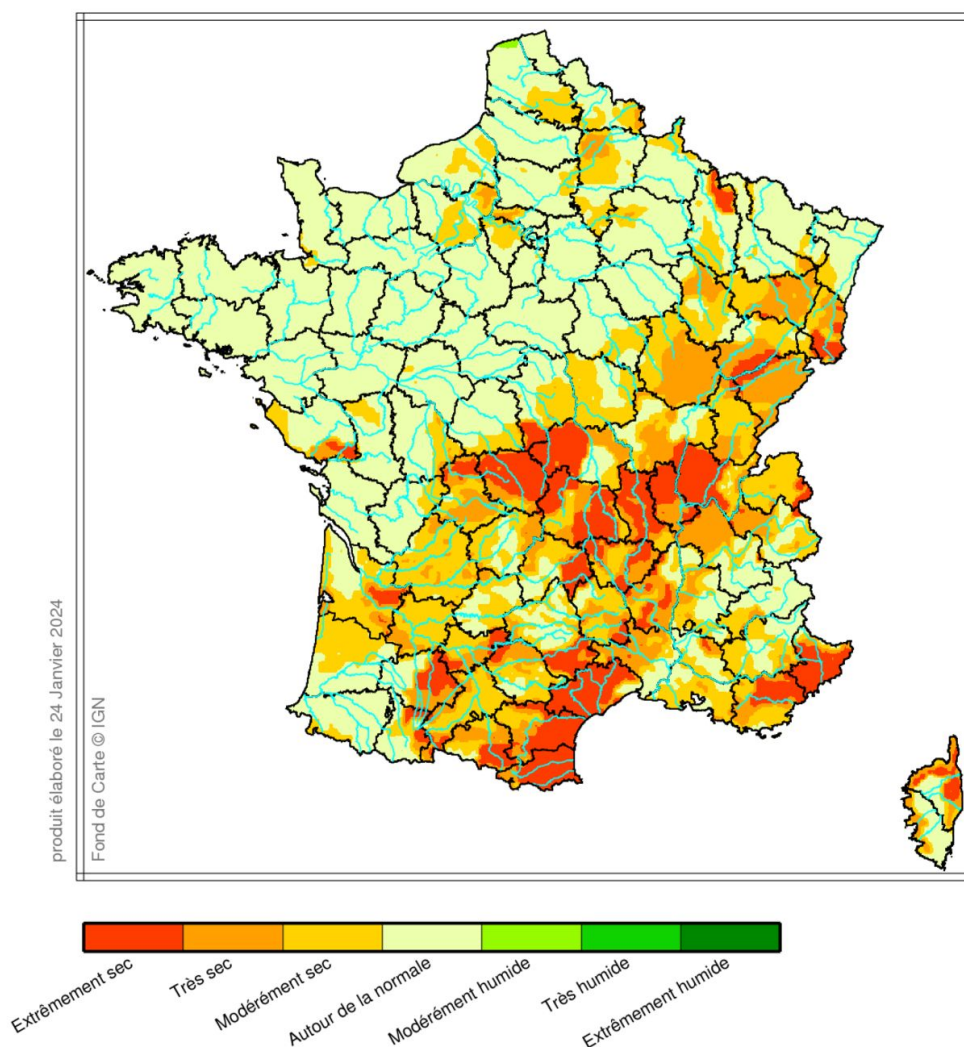 produit élaboré le 24 Janvier 2024
Fond de Carte © IGN
Extrêmement sec
Très sec
Modérément sec
Autour de la normale
Modérément humide
Très humide
Extrêmement humide